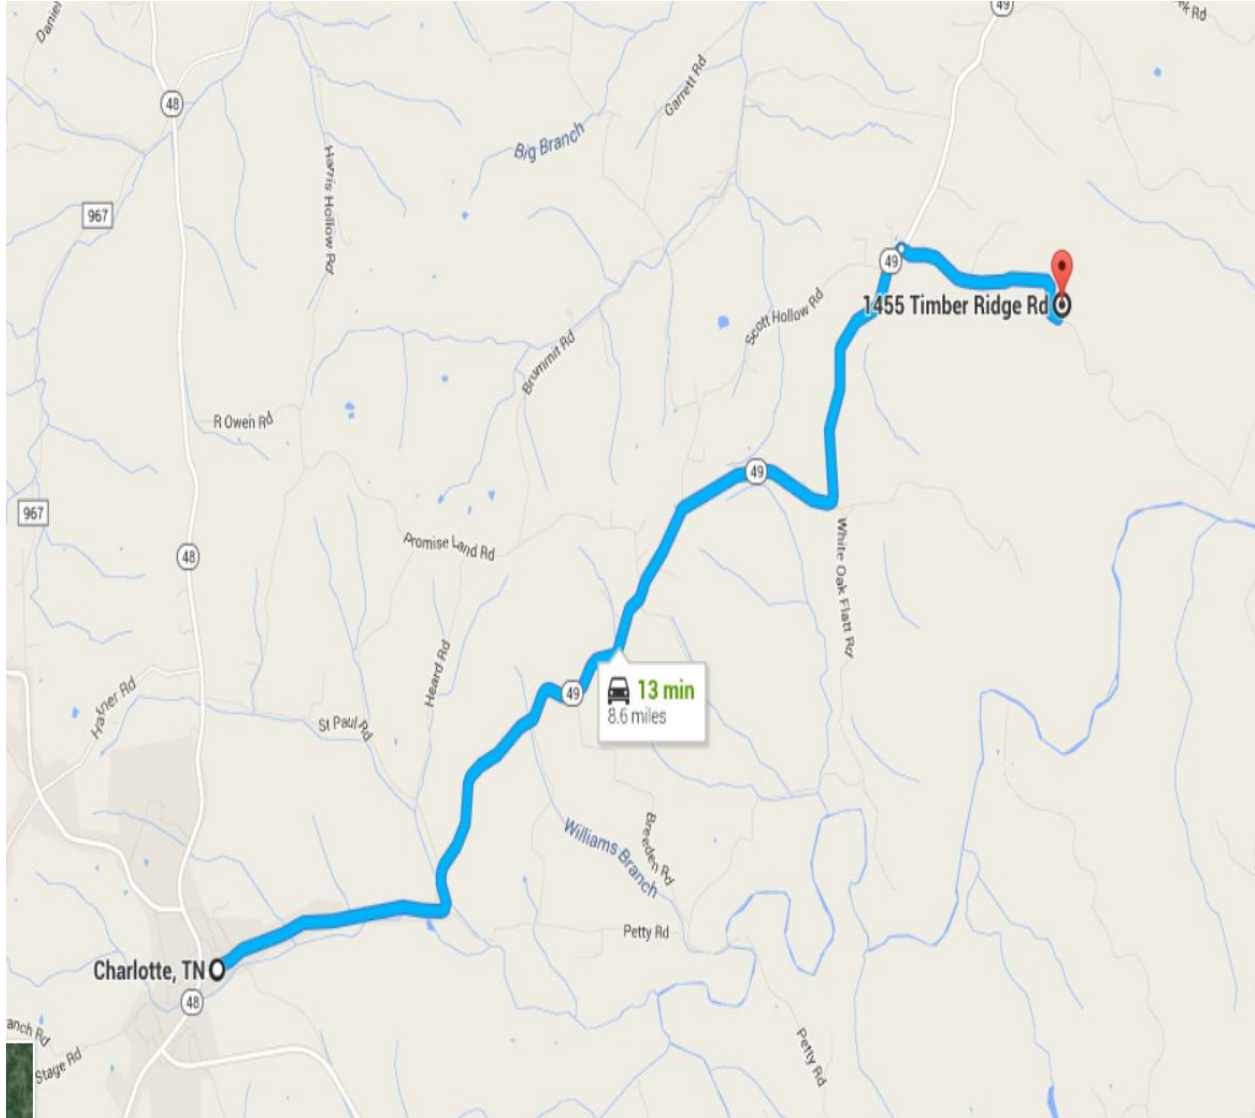 Daniel
49
ek Rd
48
Garrett Rd
Big Branch
Harris Hollow Rd
967
49
1455 Timber Ridge Rd
Scott Hollow Rd
Brummit Rd
R Owen Rd
49
967
Promise Land Rd
White Oak Flatt Rd
48
Heard Rd
13 min
8.6 miles
49
St Paul Rd
Breeden Rd
Williams Branch
Petty Rd
Charlotte, TN
48
anch Rd
Stage Rd
Petty Rd